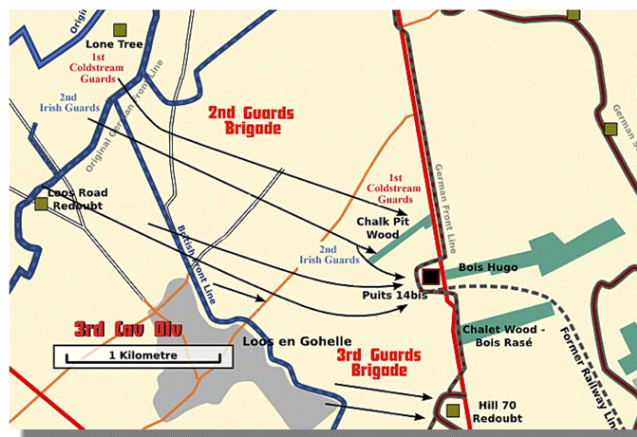 Original
Lone Tree
1st
Coldstream
Guards
2nd
Irish Guards
2nd Guards
Brigade
Original German Front Line
German S
Loos Road
Redoubt
1st
Coldstream
Guards
German Front Line
Chalk Pit
Wood
British Front Line
2nd
Irish Guards
Bois Hugo
Puits 14bis
3rd Cav Div
1 Kilometre
Loos en Gohelle
Chalet Wood -
Bois Rasé
Former Railway Line
3rd Guards
Brigade
Hill 70
Redoubt